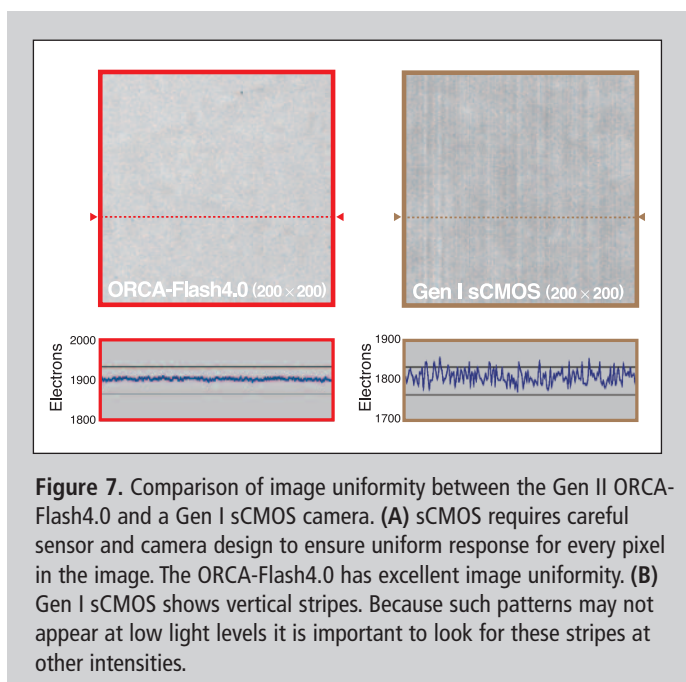 ORCA-Flash4.0 (200 × 200)
Gen I sCMOS (200 × 200)
Electrons
2000
1900
1800
Electrons
1900
1800
1700
Figure 7. Comparison of image uniformity between the Gen II ORCA-
Flash4.0 and a Gen I sCMOS camera. (A) sCMOS requires careful
sensor and camera design to ensure uniform response for every pixel
in the image. The ORCA-Flash4.0 has excellent image uniformity. (B)
Gen I sCMOS shows vertical stripes. Because such patterns may not
appear at low light levels it is important to look for these stripes at
other intensities.